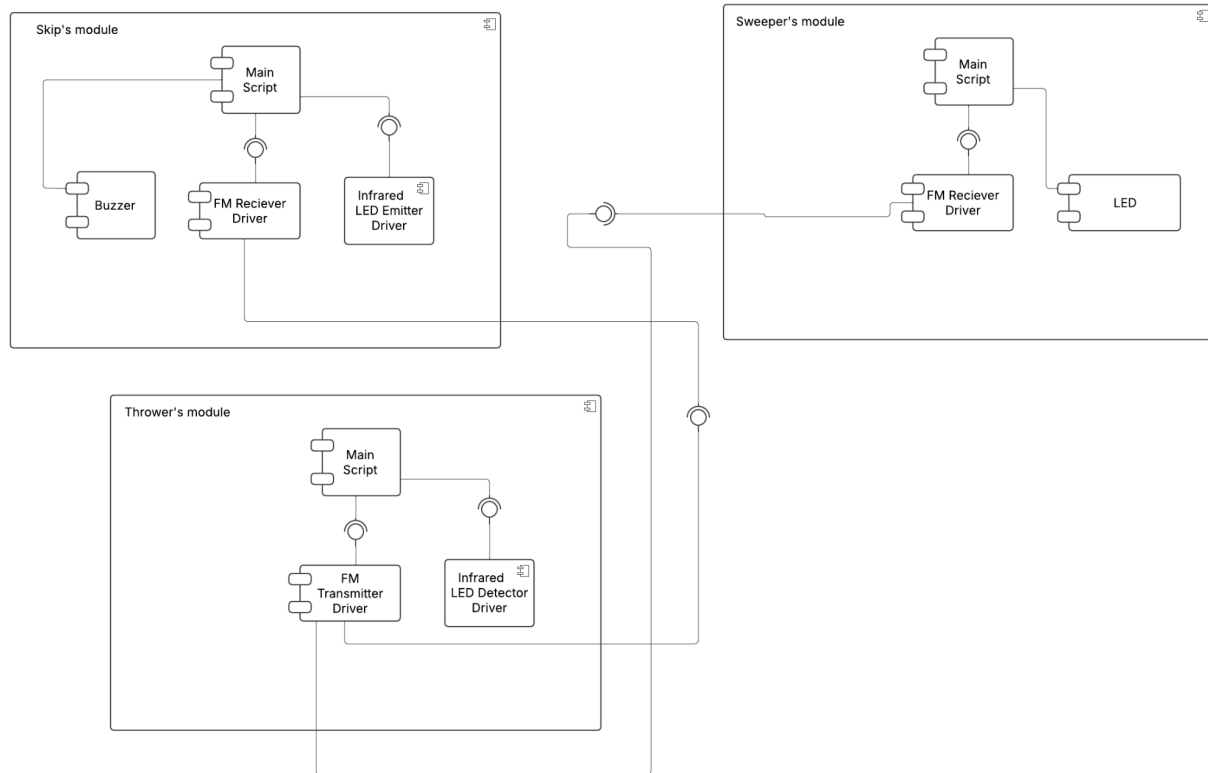 Skip's module
Main
Script
Buzzer
FM Reciever
Driver
Infrared
LED Emitter
Driver
Sweeper's module
Main
Script
FM Reciever
Driver
LED
Thrower's module
Main
Script
FM
Transmitter
Driver
Infrared
LED Detector
Driver